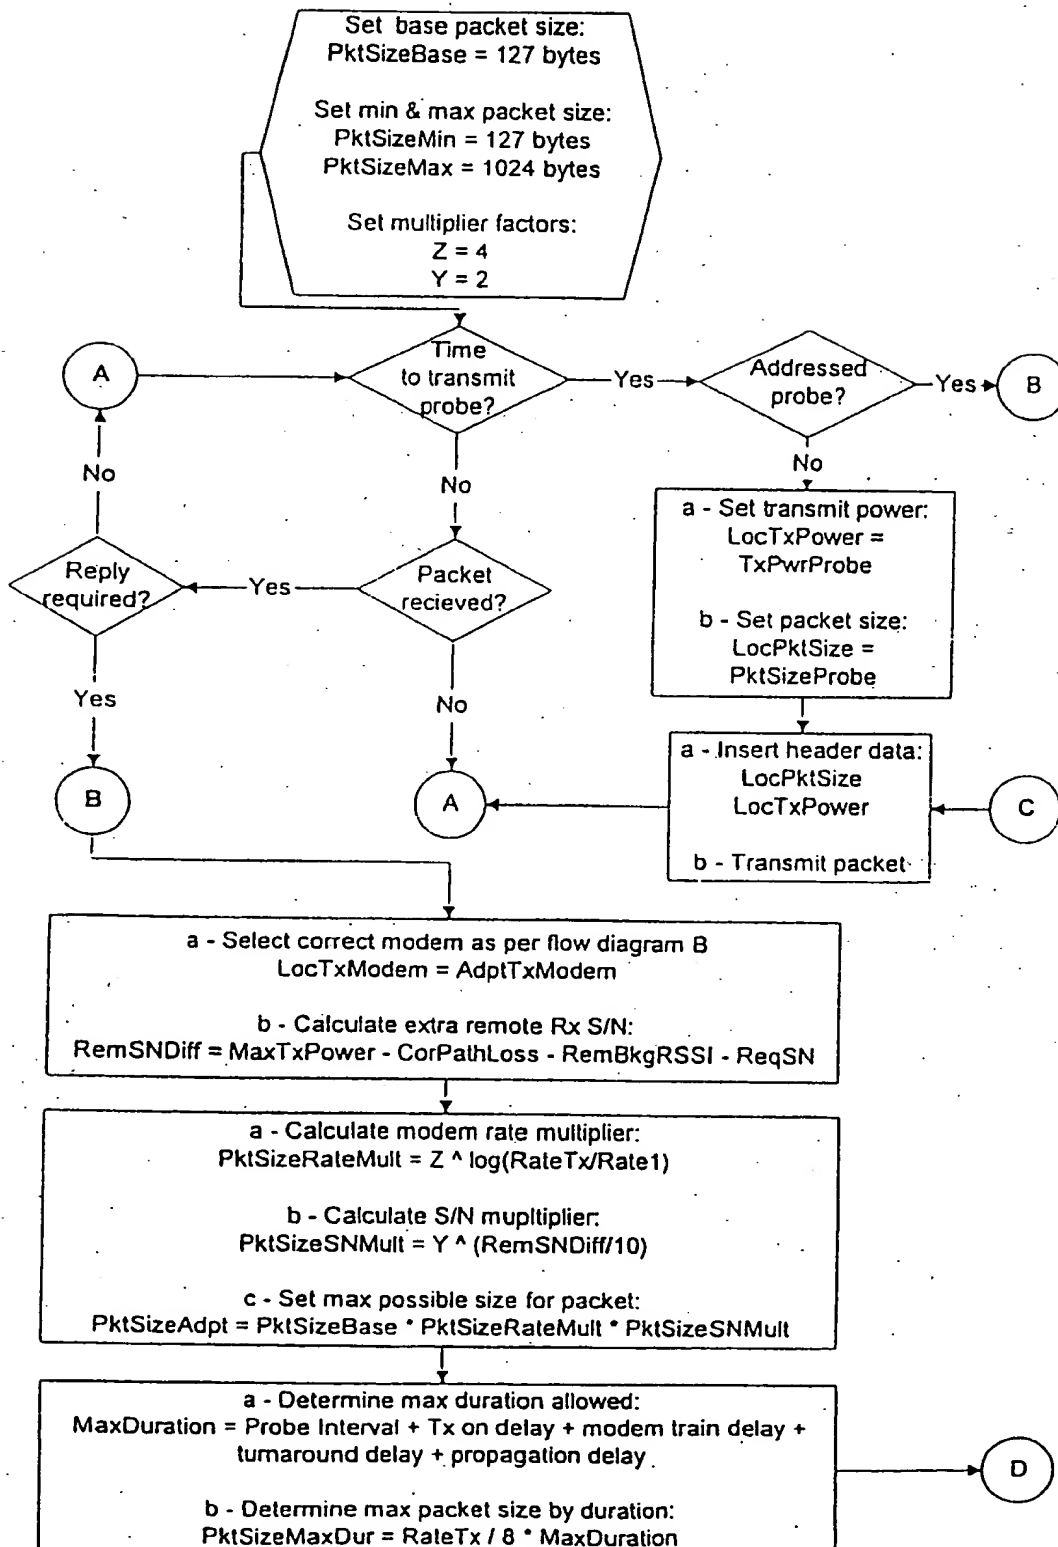 Set base packet size:
PktSizeBase = 127 bytes
Set min & max packet size:
PktSizeMin = 127 bytes
PktSizeMax = 1024 bytes
Set multiplier factors:
Z = 4
Y = 2
A
Time
to transmit
probe?
Yes
Addressed
probe?
Yes
B
No
No
No
a - Set transmit power:
LocTxPower =
TxPwrProbe
b - Set packet size:
LocPktSize =
PktSizeProbe
Reply
required?
Yes
Packet
recieved?
Yes
No
B
A
a - Insert header data:
LocPktSize
LocTxPower
b - Transmit packet
C
a - Select correct modem as per flow diagram B
LocTxModem = AdptTxModem
b - Calculate extra remote Rx S/N:
RemSNDiff = MaxTxPower - CorPathLoss - RemBkgRSSI - ReqSN
a - Calculate modem rate multiplier:
PktSizeRateMult = Z ^ log(RateTx/Rate1)
b - Calculate S/N mupltiplier:
PktSizeSNMult = Y ^ (RemSNDiff/10)
c - Set max possible size for packet:
PktSizeAdpt = PktSizeBase * PktSizeRateMult * PktSizeSNMult
a - Determine max duration allowed:
MaxDuration = Probe Interval + Tx on delay + modem train delay +
turnaround delay + propagation delay
b - Determine max packet size by duration:
PktSizeMaxDur = RateTx / 8 * MaxDuration
D